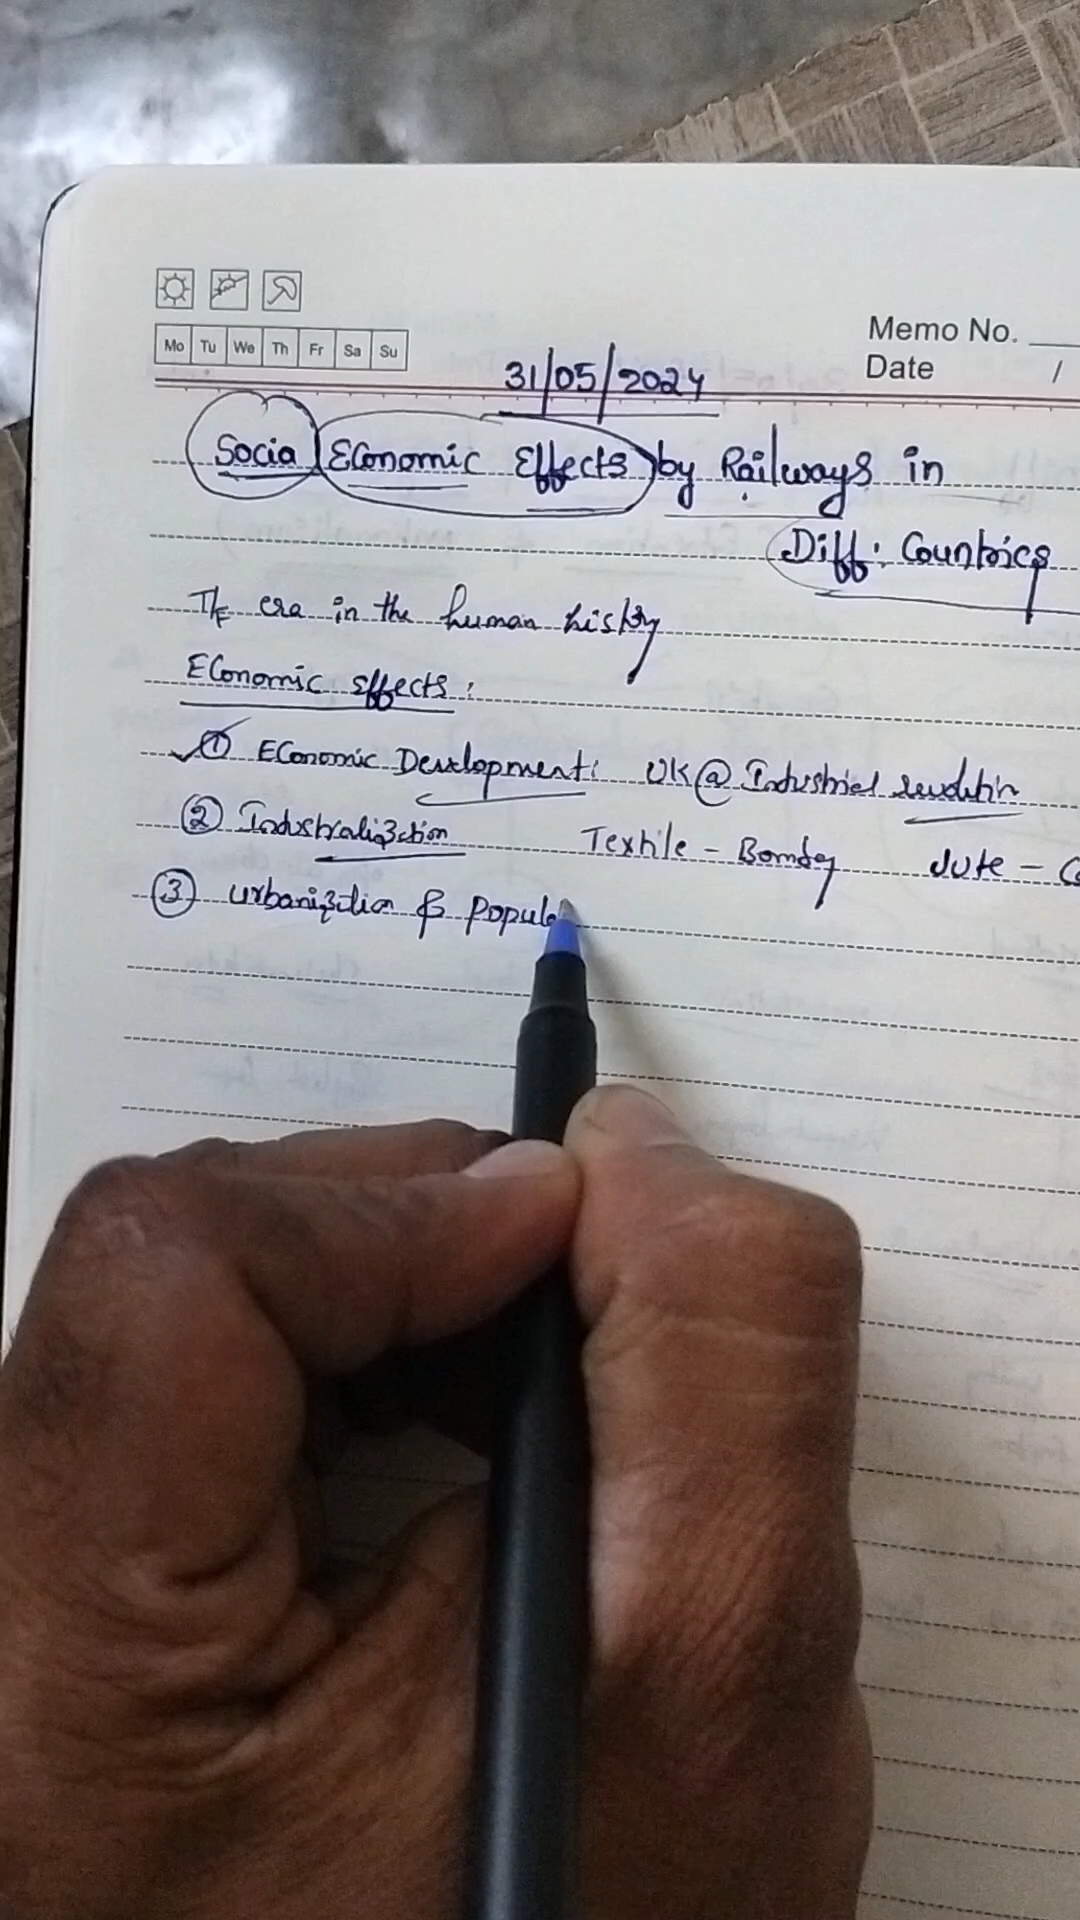 Mo Tu We Th Fr Sa Su
Memo No.
Date /
31/05/2024
Socia Economic Effects by Railways in
Diff: Countries
The era in the human history
Economic effects:
① Economic Development: UK @ Industrial revolution
② Industralization Textile - Bombay Jute - C
③ Urbanization & Popula